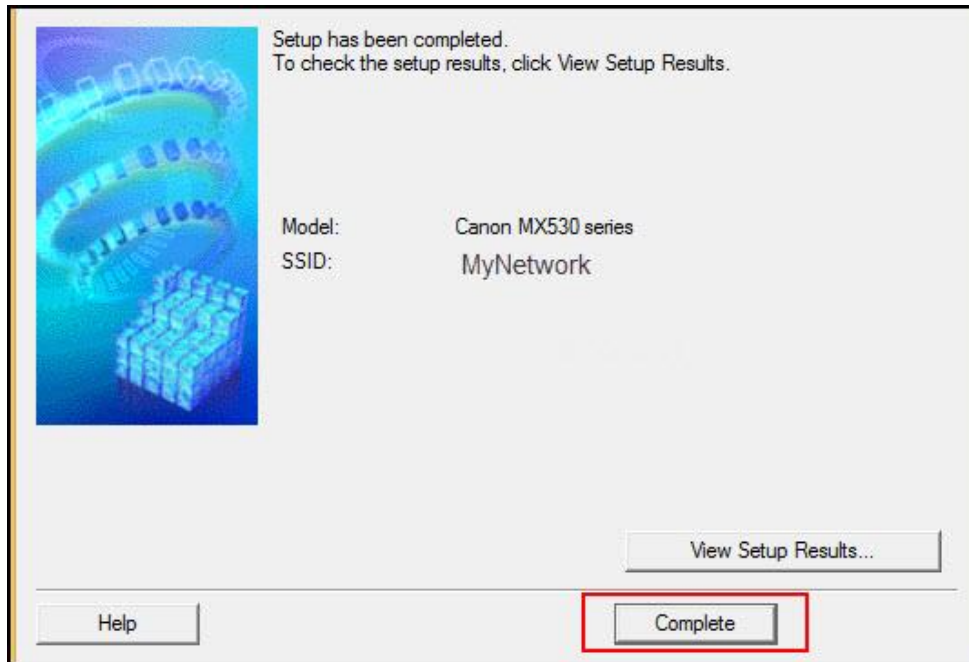 Setup has been completed.
To check the setup results, click View Setup Results.
Model: Canon MX530 series
SSID: MyNetwork
View Setup Results...
Help Complete